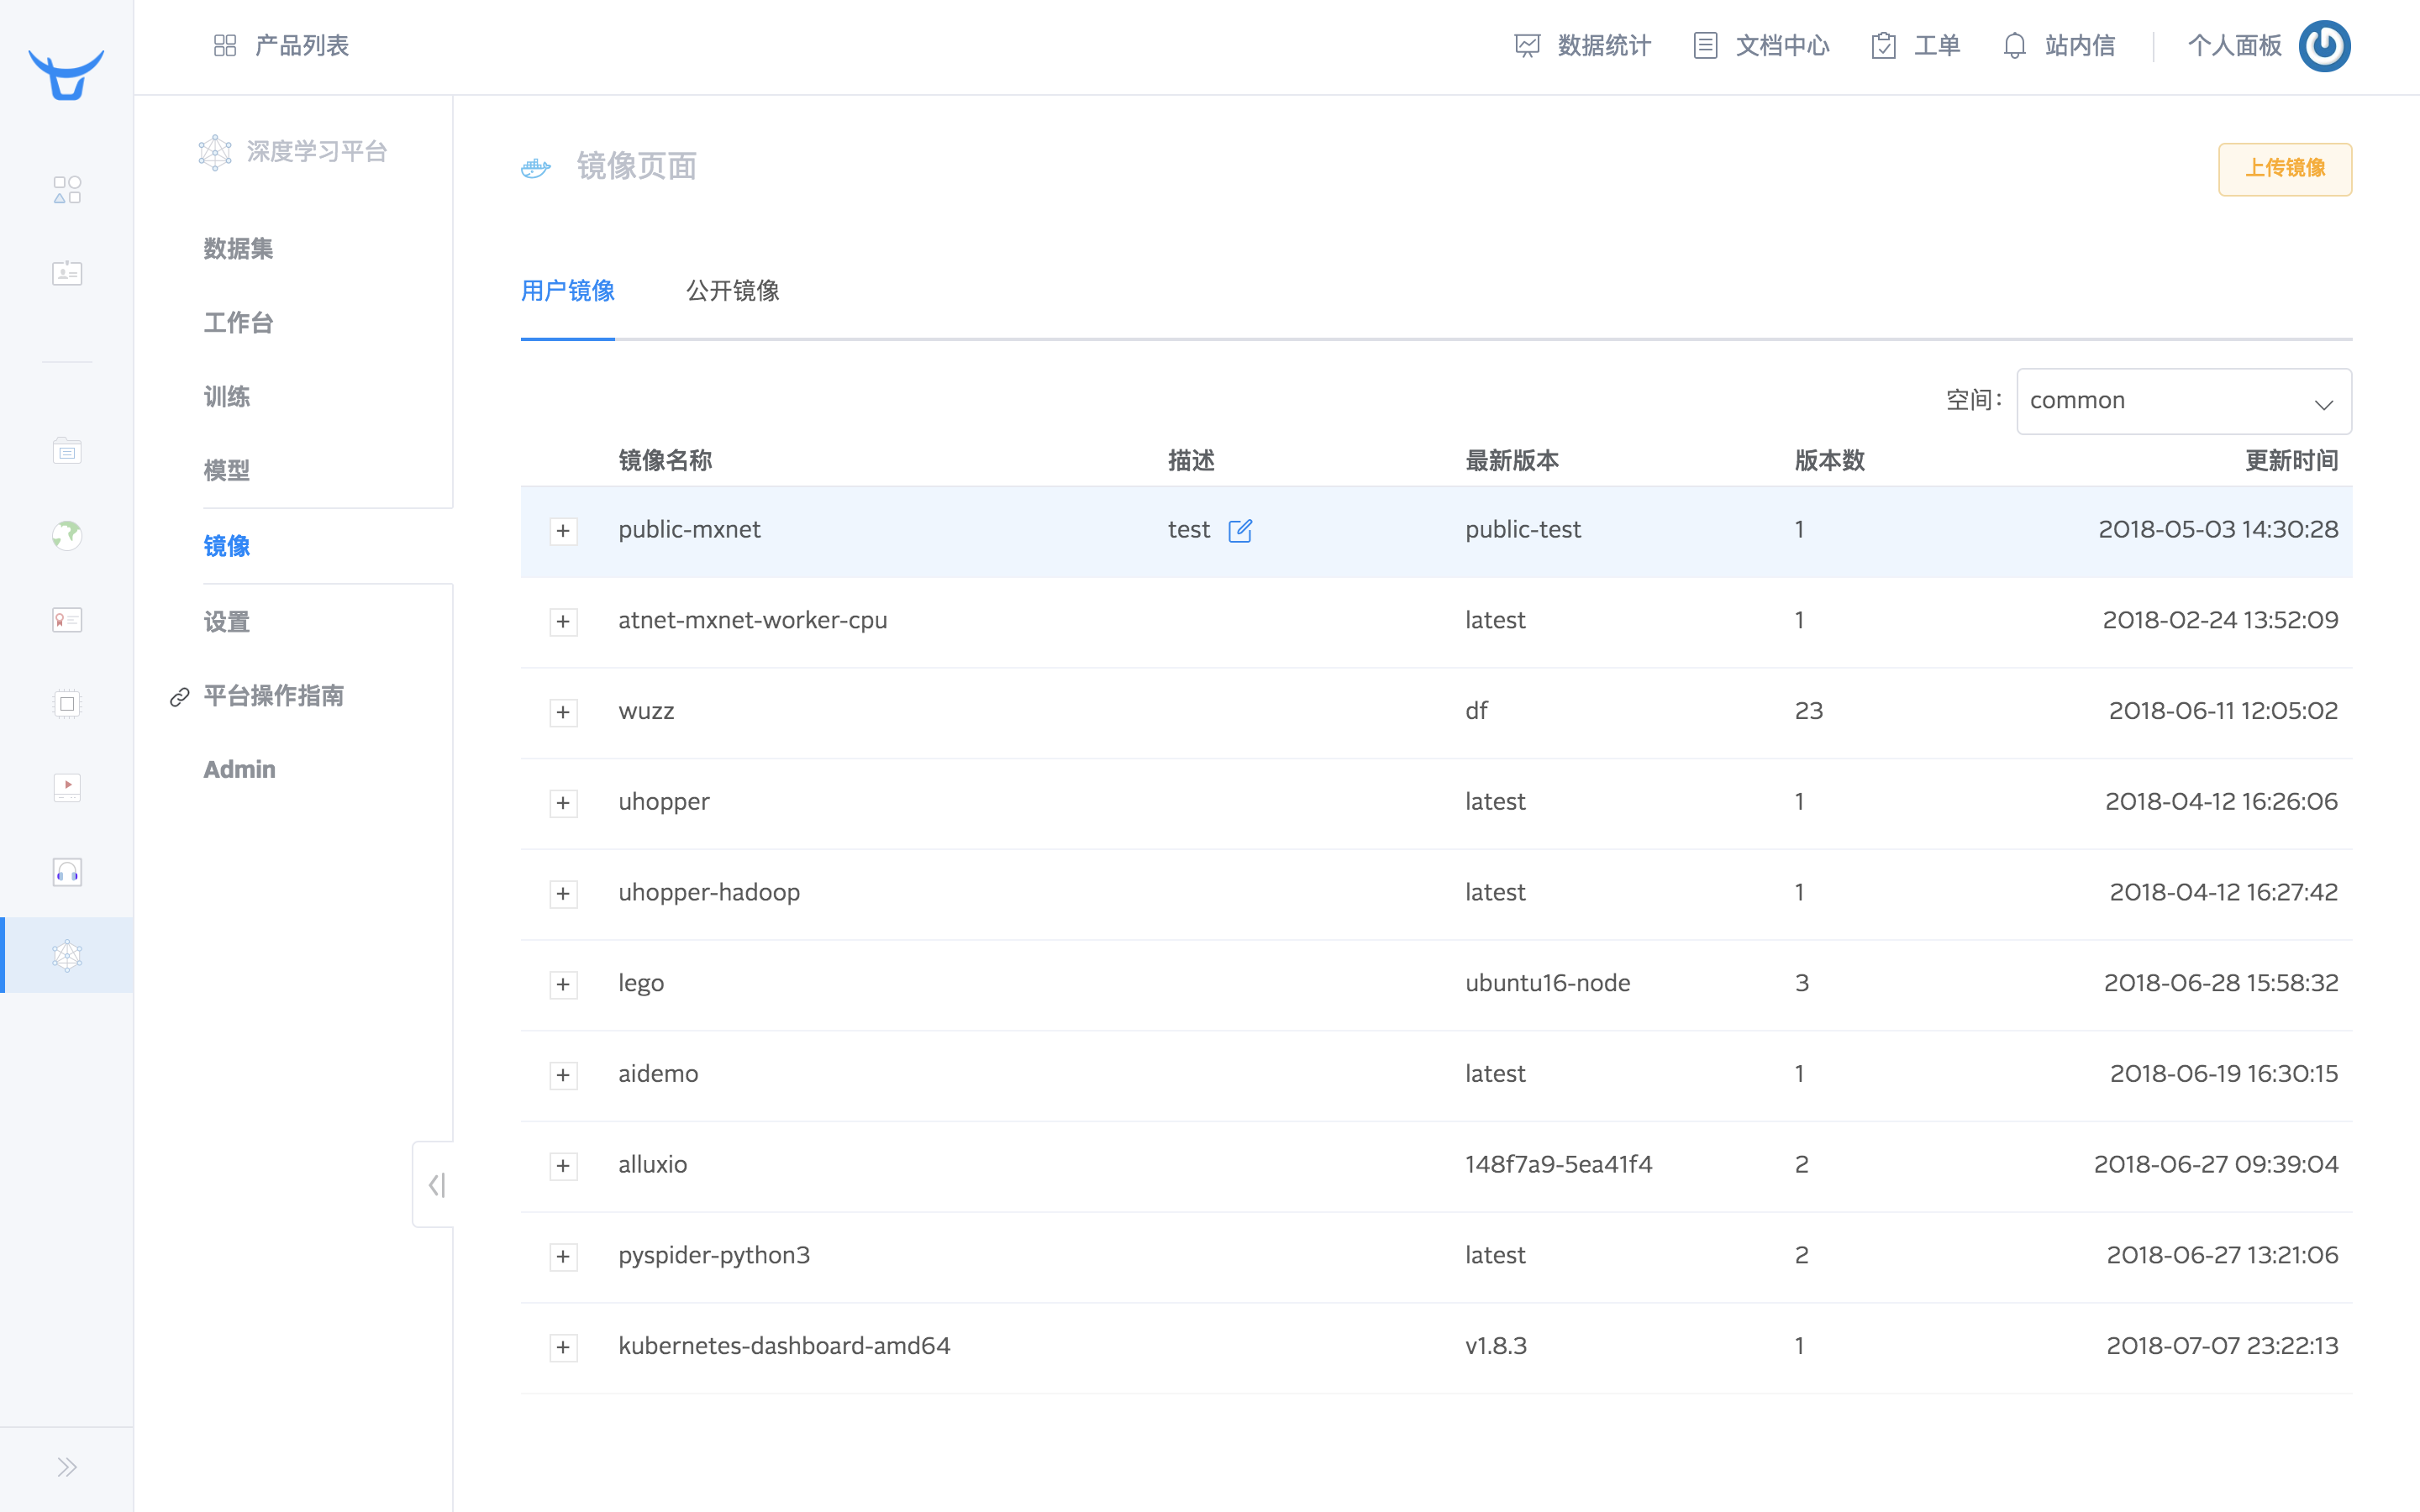 产品列表
数据统计
文档中心
工单
站内信
个人面板
深度学习平台
数据集
工作台
训练
模型
镜像
设置
平台操作指南
Admin
镜像页面
上传镜像
用户镜像
公开镜像
空间： common
镜像名称 描述 最新版本 版本数 更新时间
public-mxnet test public-test 1 2018-05-03 14:30:28
atnet-mxnet-worker-cpu latest 1 2018-02-24 13:52:09
wuzz df 23 2018-06-11 12:05:02
uhopper latest 1 2018-04-12 16:26:06
uhopper-hadoop latest 1 2018-04-12 16:27:42
lego ubuntu16-node 3 2018-06-28 15:58:32
aidemo latest 1 2018-06-19 16:30:15
alluxio 148f7a9-5ea41f4 2 2018-06-27 09:39:04
pyspider-python3 latest 2 2018-06-27 13:21:06
kubernetes-dashboard-amd64 v1.8.3 1 2018-07-07 23:22:13